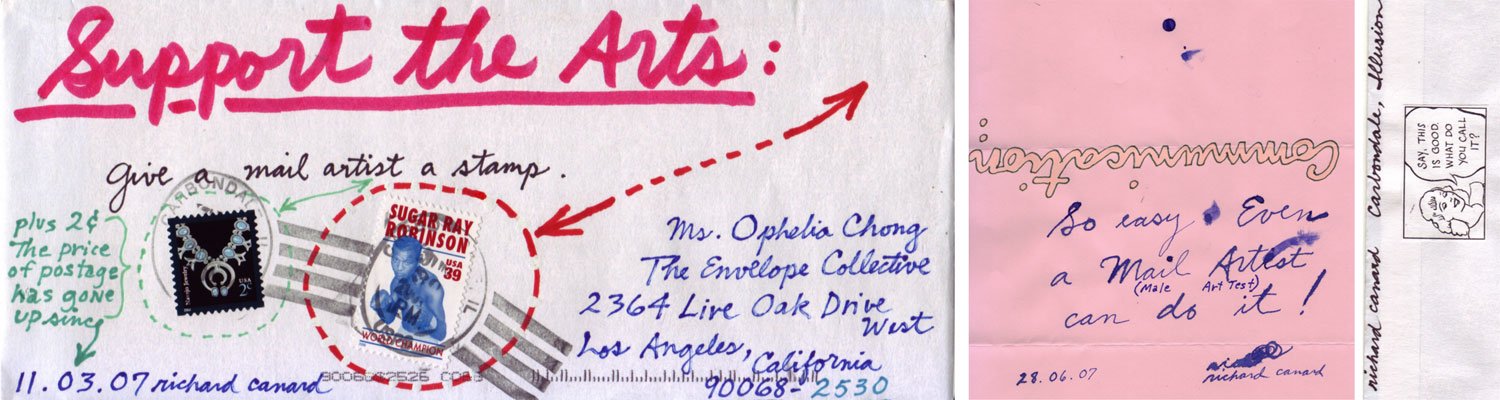 Support the Arts:
Give a mail artist a stamp.
plus 2¢
The price
of postage
has gone
up since
11.03.07 richard canard
CARBONDA
Navajo Jewelry
USA
2¢
SUGAR RAY
ROBINSON
USA
39
WORLD CHAMPION
IL
Ms. Ophelia Chong
The Envelope Collective
2364 Live Oak Drive
West
Los Angeles,
California
90068-2530
Communication...
So easy Even
a Mail Artist
(Male Art Test)
can do it!
28.06.07
richard canard
richard canard Carbondale, Illusion
SAY, THIS
IS GOOD.
WHAT DO
YOU CALL
IT?